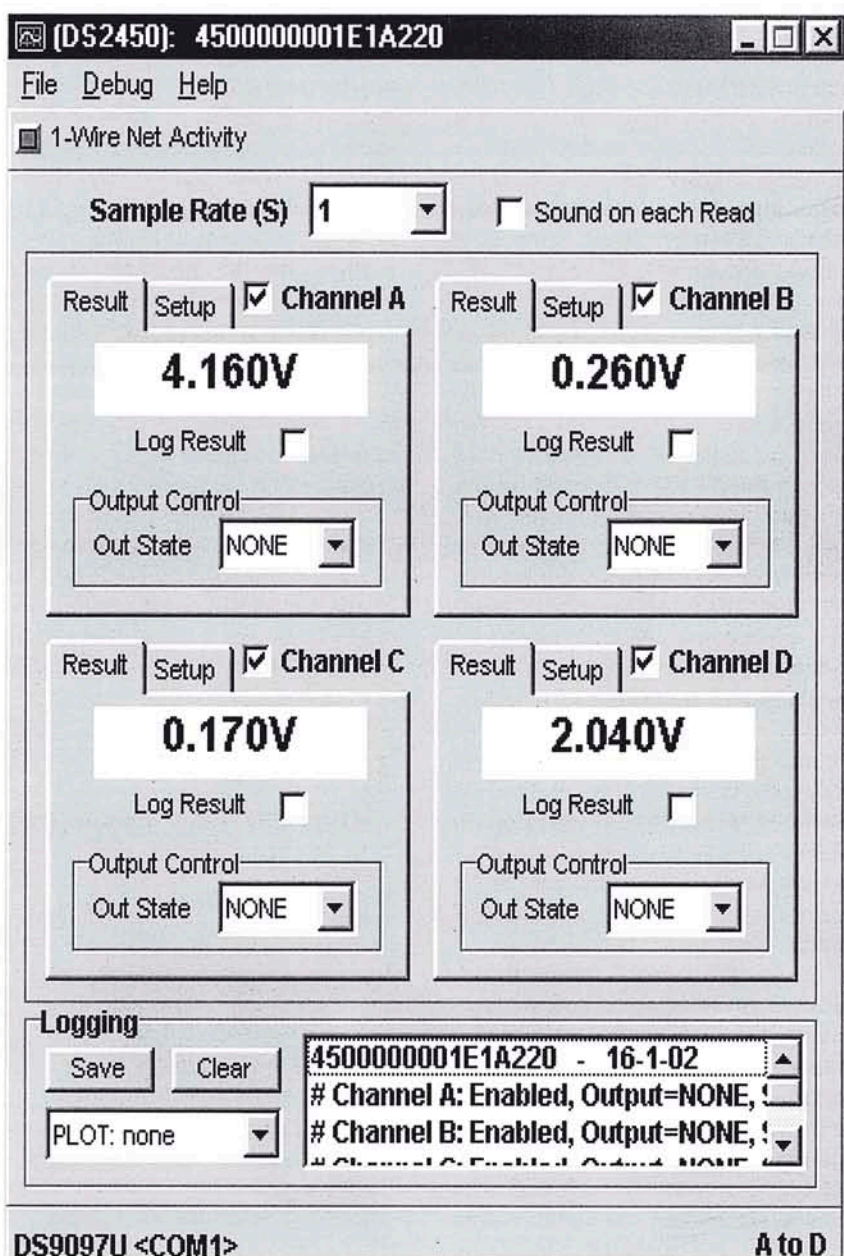 (DS2450): 4500000001E1A220
File Debug Help
1-Wire Net Activity
Sample Rate (S) 1 Sound on each Read
Result Setup Channel A
4.160V
Log Result
Output Control
Out State NONE
Result Setup Channel B
0.260V
Log Result
Output Control
Out State NONE
Result Setup Channel C
0.170V
Log Result
Output Control
Out State NONE
Result Setup Channel D
2.040V
Log Result
Output Control
Out State NONE
Logging
Save Clear
PLOT: none
4500000001E1A220 - 16-1-02
# Channel A: Enabled, Output=NONE,
# Channel B: Enabled, Output=NONE,
# Channel C: Enabled, Output=NONE
DS9097U <COM1> A to D